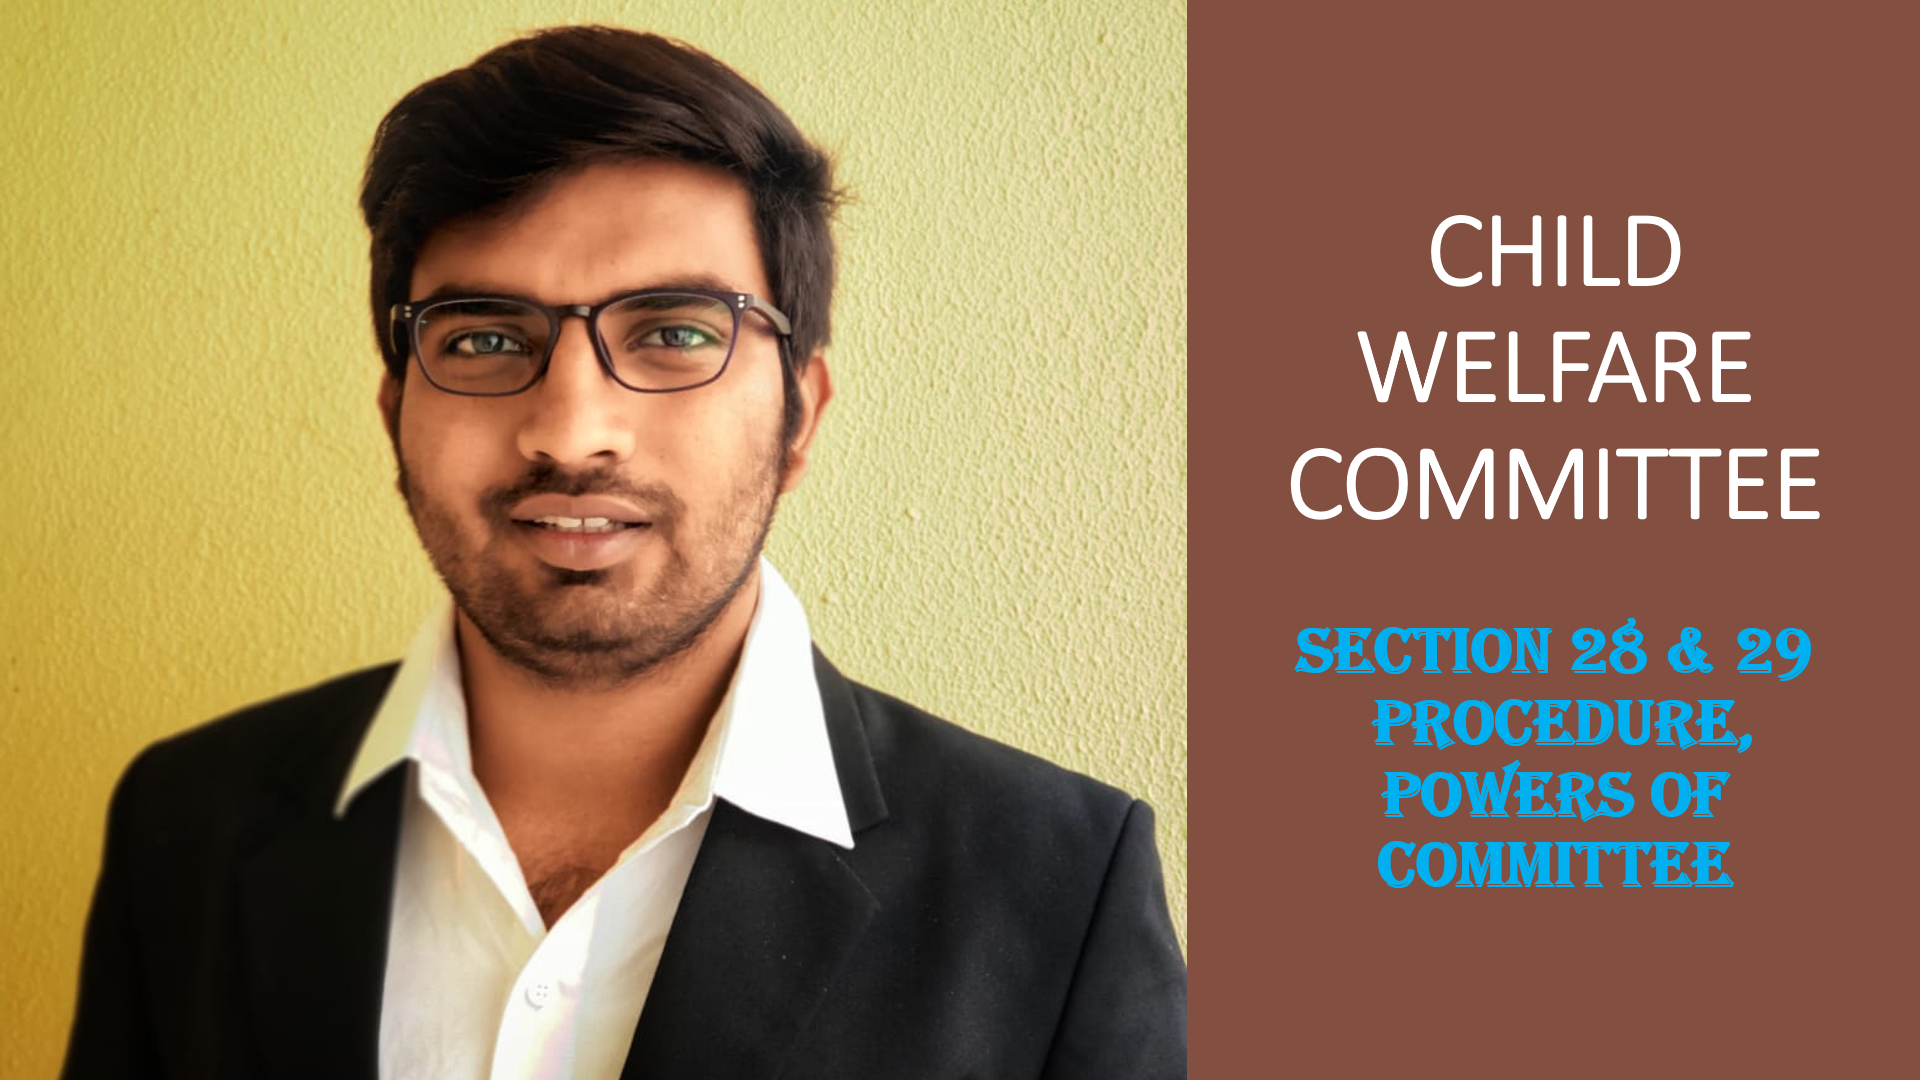 CHILD
WELFARE
COMMITTEE
SECTION 28 & 29
PROCEDURE,
POWERS OF
COMMITTEE